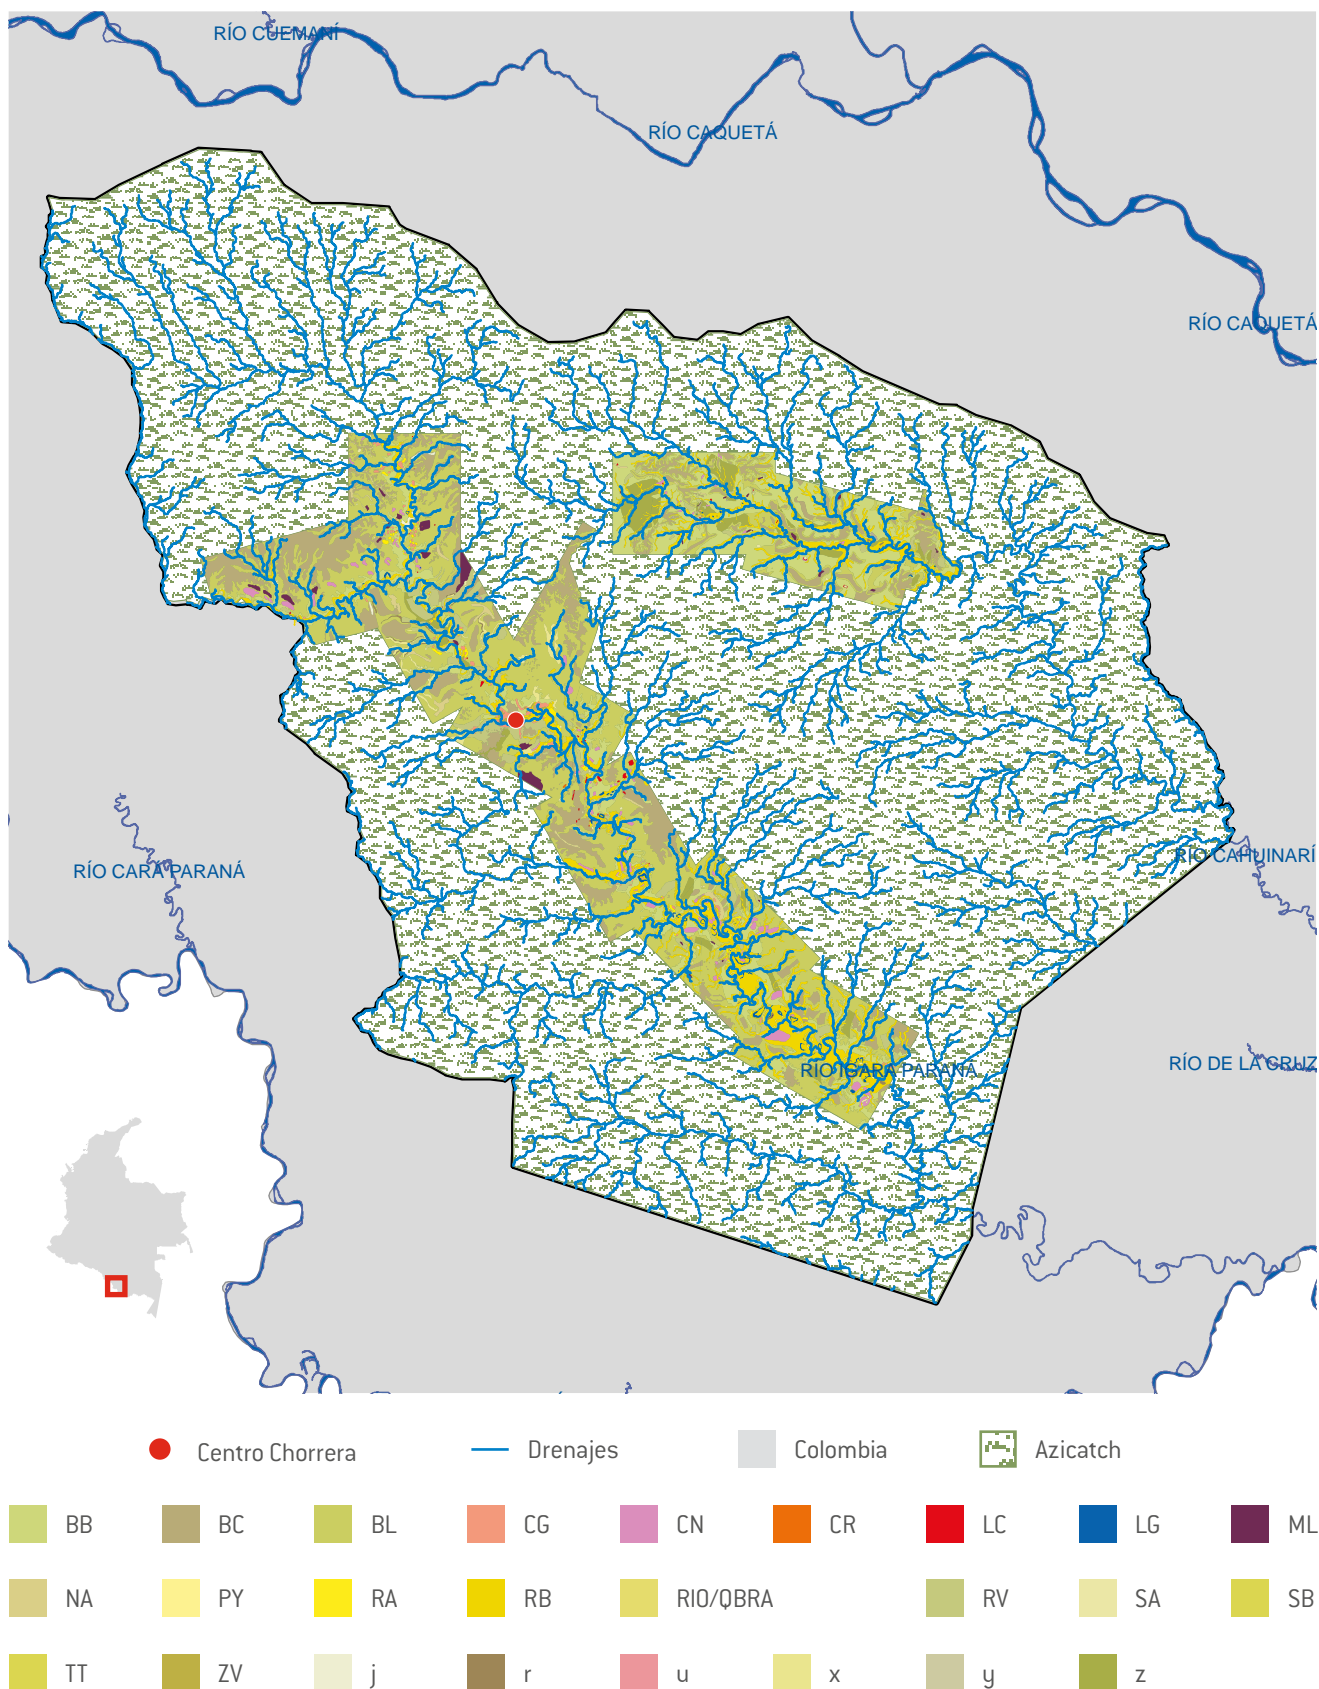 RÍO CUEMANÍ
RÍO CAQUETÁ
RÍO CAQUETÁ
RÍO CAHUINARÍ
RÍO CARA PARANÁ
RÍO DE LA CRUZ
RÍO IGARA PARANÁ
Centro Chorrera
Drenajes
Colombia
Azicatch
BB BC BL CG CN CR LC LG ML
NA PY RA RB RIO/QBRA RV SA SB
TT ZV j r u x y z